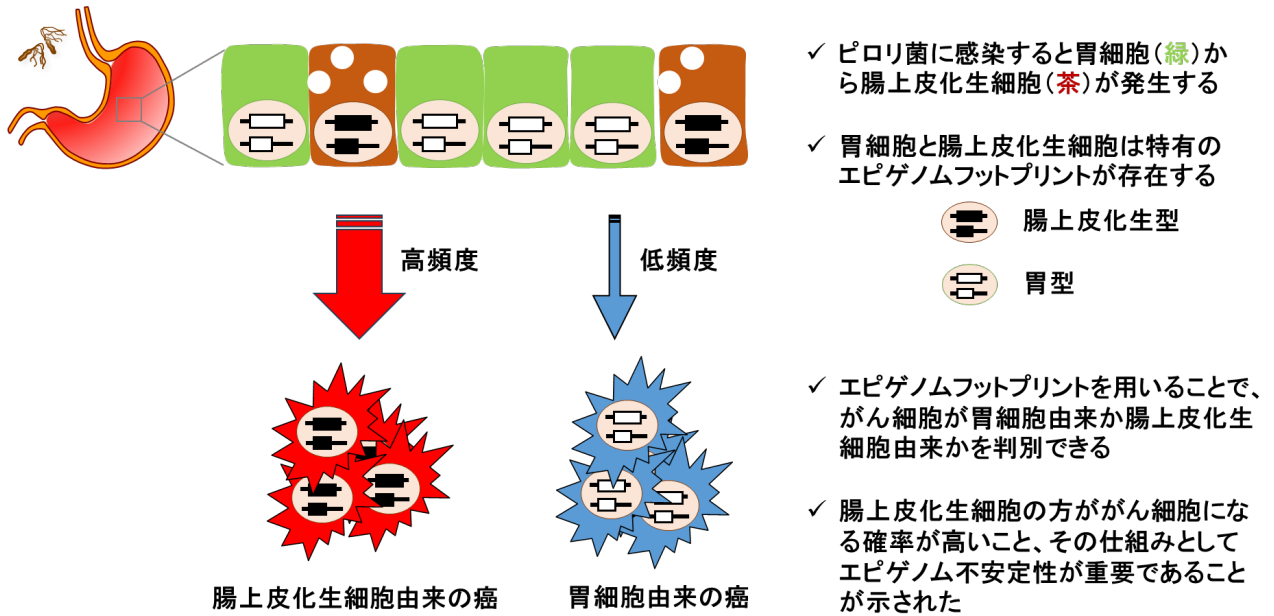 ✓ ピロリ菌に感染すると胃細胞（緑）か
ら腸上皮化生細胞（茶）が発生する
✓ 胃細胞と腸上皮化生細胞は特有の
エピゲノムフットプリントが存在する
腸上皮化生型
胃型
高頻度
低頻度
✓ エピゲノムフットプリントを用いることで、
がん細胞が胃細胞由来か腸上皮化生
細胞由来かを判別できる
✓ 腸上皮化生細胞の方ががん細胞にな
る確率が高いこと、その仕組みとして
エピゲノム不安定性が重要であること
が示された
腸上皮化生細胞由来の癌
胃細胞由来の癌